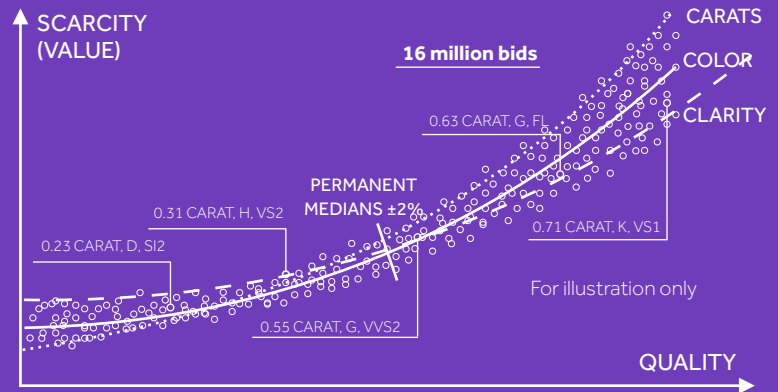 SCARCITY
(VALUE)
16 million bids
CARATS
COLOR
CLARITY
0.63 CARAT, G, FL
PERMANENT
MEDIANS ±2%
0.31 CARAT, H, VS2
0.23 CARAT, D, SI2
0.71 CARAT, K, VS1
For illustration only
0.55 CARAT, G, VVS2
QUALITY